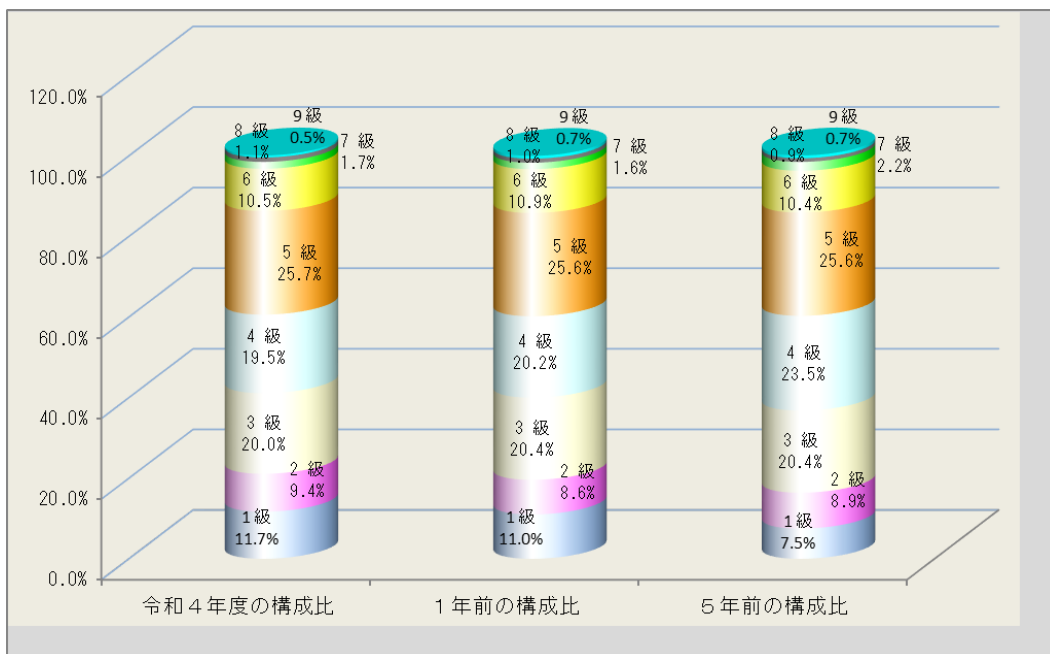 120.0%
100.0%
80.0%
60.0%
40.0%
20.0%
0.0%
9級
0.5%
8 級
1.1%
7 級
1.7%
6 級
10.5%
5 級
25.7%
4 級
19.5%
3 級
20.0%
2 級
9.4%
1級
11.7%
9級
0.7%
8 級
1.0%
7 級
1.6%
6 級
10.9%
5 級
25.6%
4 級
20.2%
3 級
20.4%
2 級
8.6%
1級
11.0%
9級
0.7%
8 級
0.9%
7 級
2.2%
6 級
10.4%
5 級
25.6%
4 級
23.5%
3 級
20.4%
2 級
8.9%
1級
7.5%
令和4年度の構成比
1年前の構成比
5年前の構成比